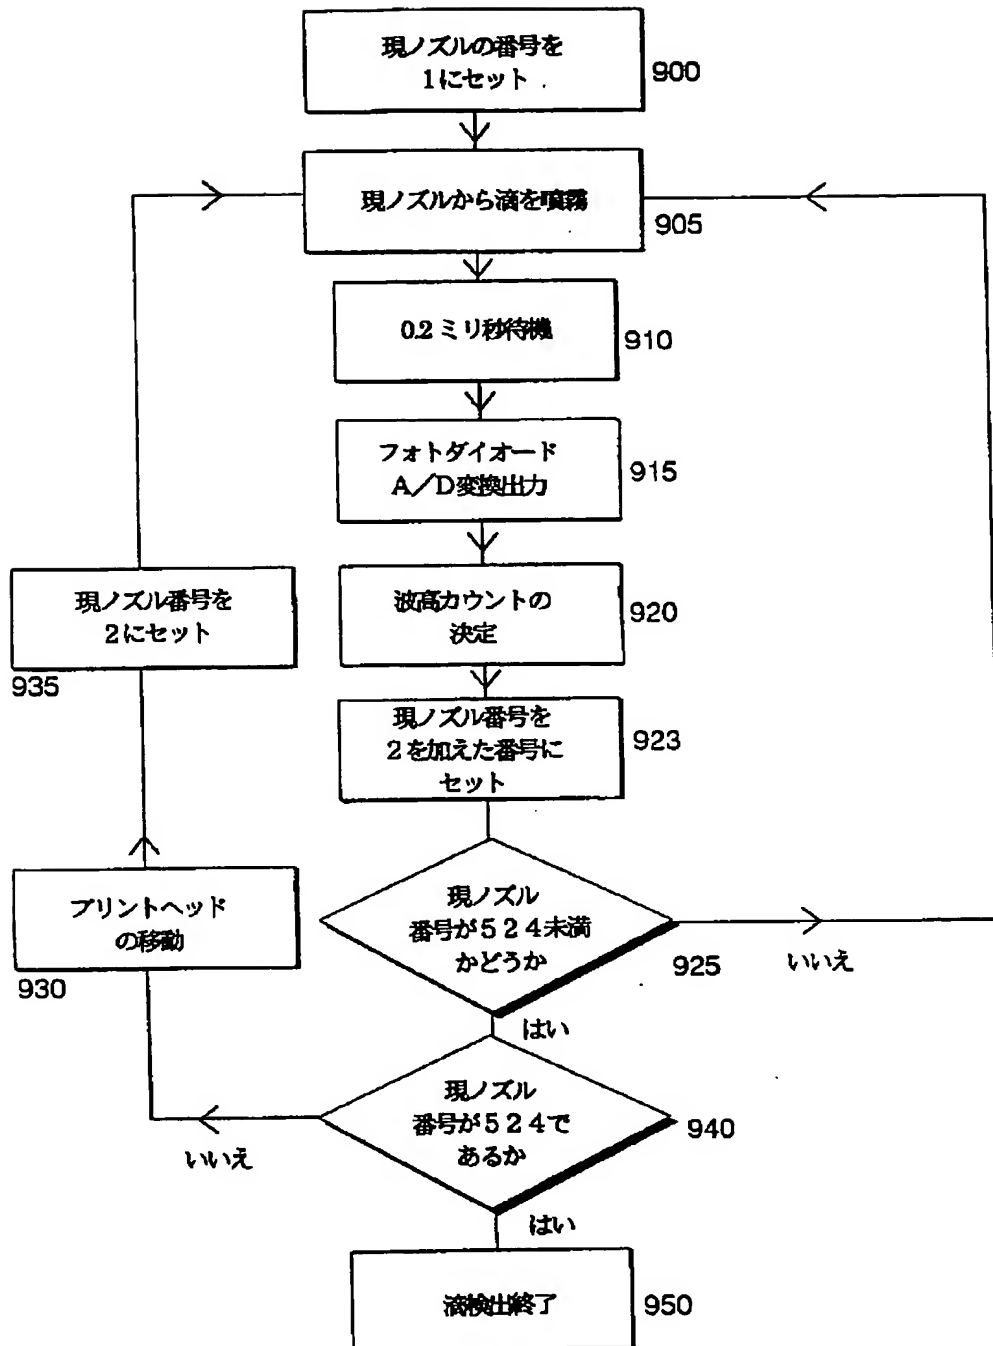 現ノズルの番号を
1にセット
900
現ノズルから滴を噴霧
905
0.2ミリ秒待機
910
フォトダイオード
A/D変換出力
915
波高カウントの
決定
920
現ノズル番号を
2を加えた番号に
セット
923
現ノズル
番号が524未満
かどうか
925
いいえ
はい
現ノズル
番号が524で
あるか
940
いいえ
はい
プリントヘッド
の移動
930
現ノズル番号を
2にセット
935
滴検出終了
950